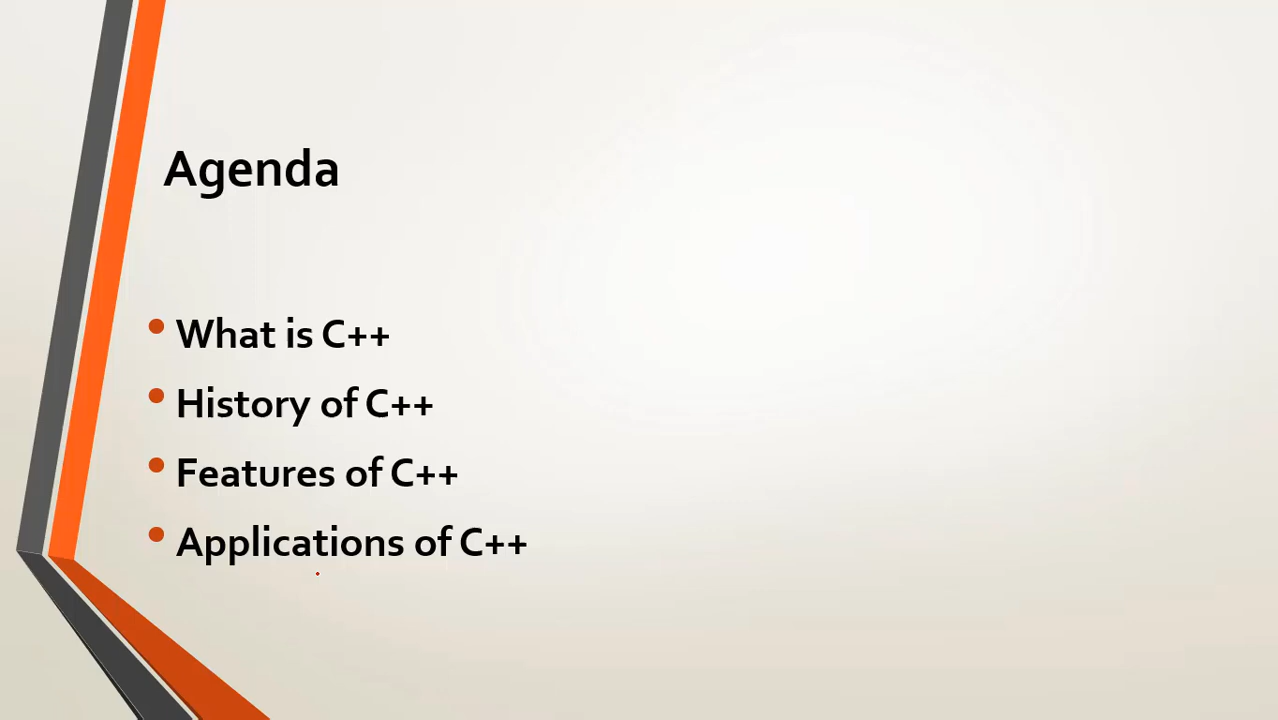 Agenda
What is C++
History of C++
Features of C++
Applications of C++